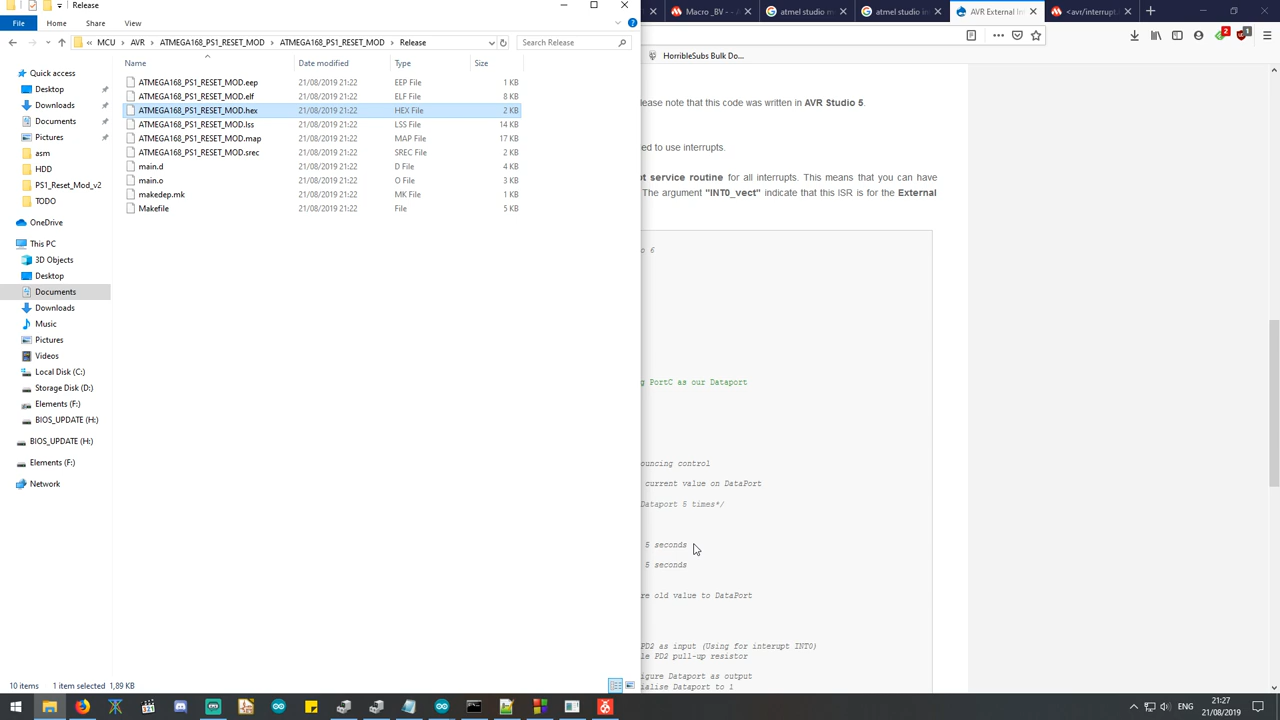 Release
File
Home
Share
View
MCU
AVR
ATMEGA168_PS1_RESET_MOD
ATMEGA168_PS1_RESET_MOD
Release
Search Release
Name
Date modified
Type
Size
Quick access
Desktop
Downloads
Documents
Pictures
asm
HDD
PS1_Reset_Mod_v2
TODO
OneDrive
This PC
3D Objects
Desktop
Documents
Downloads
Music
Pictures
Videos
Local Disk (C:)
Storage Disk (D:)
Elements (F:)
BIOS_UPDATE (H:)
BIOS_UPDATE (H:)
Elements (F:)
Network
ATMEGA168_PS1_RESET_MOD.eep 21/08/2019 21:22 EEP File 1 KB
ATMEGA168_PS1_RESET_MOD.elf 21/08/2019 21:22 ELF File 8 KB
ATMEGA168_PS1_RESET_MOD.hex 21/08/2019 21:22 HEX File 2 KB
ATMEGA168_PS1_RESET_MOD.lss 21/08/2019 21:22 LSS File 14 KB
ATMEGA168_PS1_RESET_MOD.map 21/08/2019 21:22 MAP File 17 KB
ATMEGA168_PS1_RESET_MOD.srec 21/08/2019 21:22 SREC File 2 KB
main.d 21/08/2019 21:22 D File 4 KB
main.o 21/08/2019 21:22 O File 3 KB
makedep.mk 21/08/2019 21:22 MK File 1 KB
Makefile 21/08/2019 21:22 File 5 KB
10 items 1 item selected 1,89 KB
Macro _BV - - A
atmel studio m
atmel studio in
AVR External In
<avr/interrupt.
2
1
HorribleSubs Bulk Do...
lease note that this code was written in AVR Studio 5.
ed to use interrupts.
pt service routine for all interrupts. This means that you can have
The argument "INT0_vect" indicate that this ISR is for the External
o 6
g PortC as our Dataport
ouncing control
current value on DataPort
Dataport 5 times*/
5 seconds
5 seconds
re old value to DataPort
PD2 as input (Using for interupt INT0)
le PD2 pull-up resistor
igure Dataport as output
ialise Dataport to 1
ENG
21:27
21/08/2019